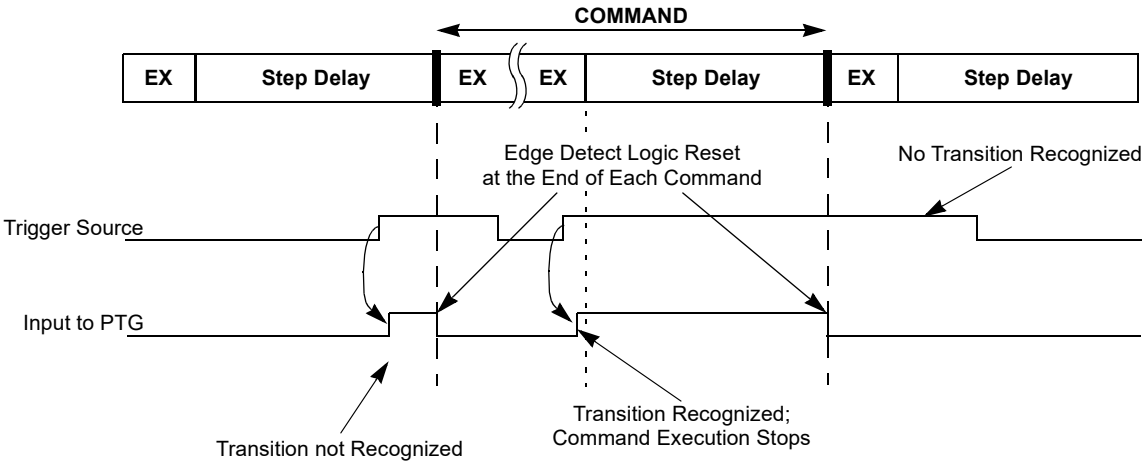 COMMAND
EX
Step Delay
EX
EX
Step Delay
EX
Step Delay
Edge Detect Logic Reset
at the End of Each Command
No Transition Recognized
Trigger Source
Input to PTG
Transition Recognized;
Command Execution Stops
Transition not Recognized